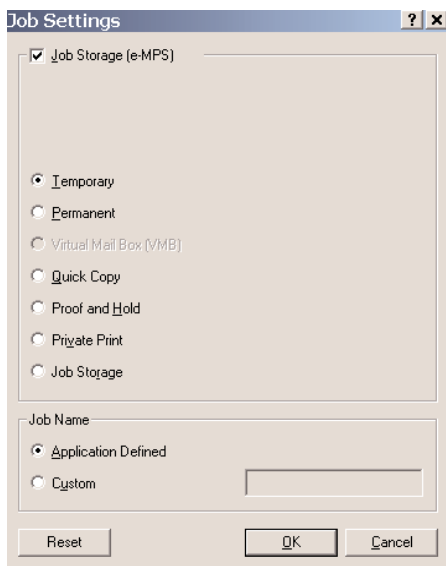 Job Settings
Job Storage (e-MPS)
Temporary
Permanent
Virtual Mail Box (VMB)
Quick Copy
Proof and Hold
Private Print
Job Storage
Job Name
Application Defined
Custom
Reset OK Cancel